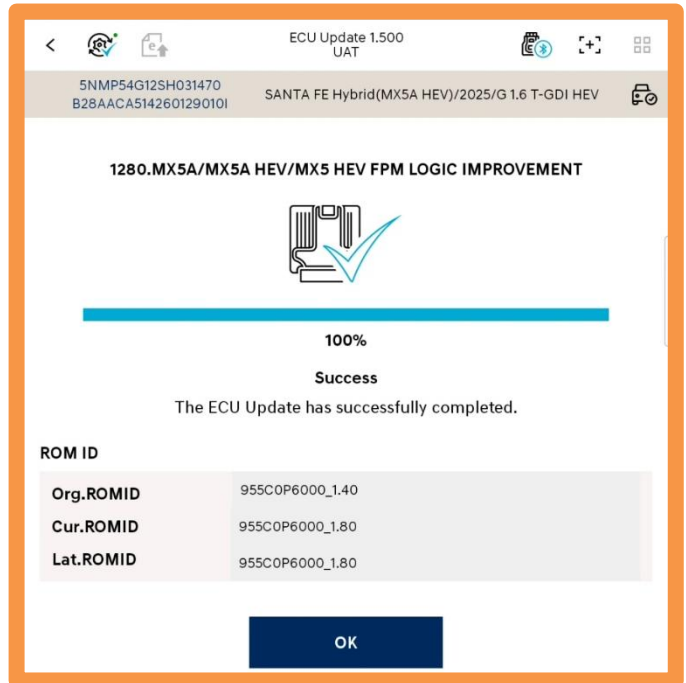 ECU Update 1.500
UAT
5NMP54G12SH031470
B28AACA514260129010I
SANTA FE Hybrid(MX5A HEV)/2025/G 1.6 T-GDI HEV
1280.MX5A/MX5A HEV/MX5 HEV FPM LOGIC IMPROVEMENT
100%
Success
The ECU Update has successfully completed.
ROM ID
Org.ROMID 955C0P6000_1.40
Cur.ROMID 955C0P6000_1.80
Lat.ROMID 955C0P6000_1.80
OK